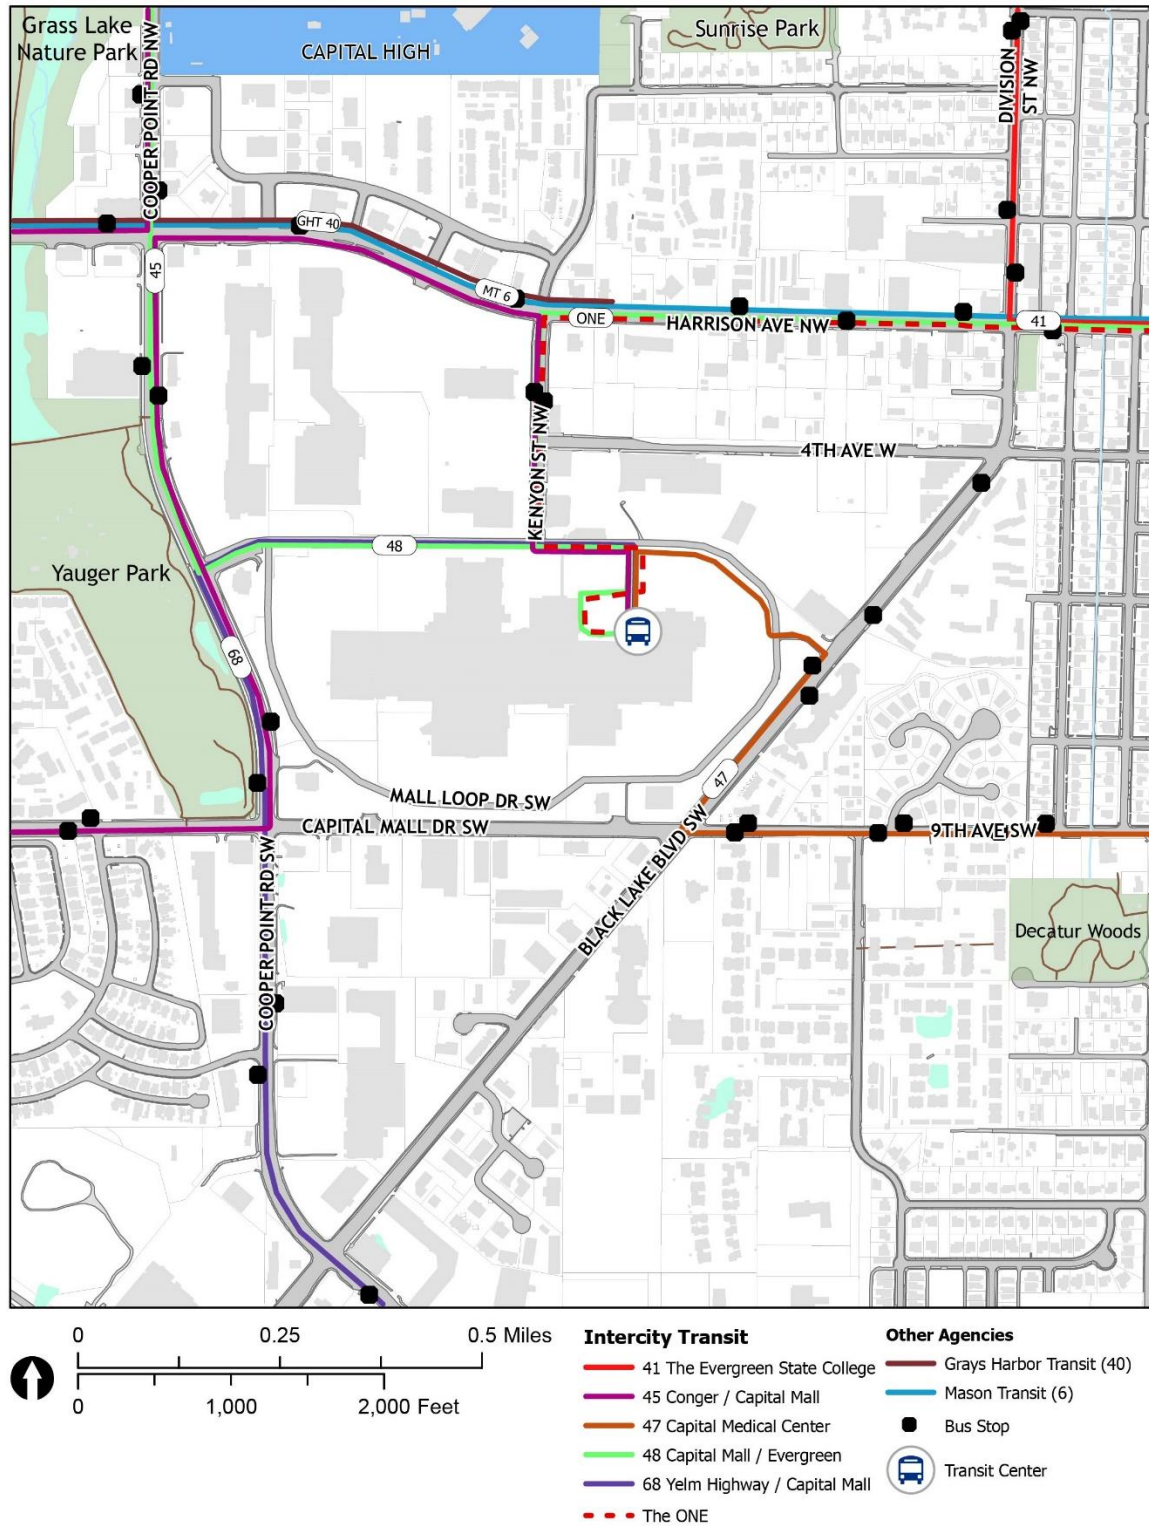 Grass Lake
Nature Park
COOPER POINT RD NW
CAPITAL HIGH
Sunrise Park
DIVISION
ST NW
GHT 40
45
MT 6
ONE
HARRISON AVE NW
41
KENYON ST NW
4TH AVE W
48
Yauger Park
68
47
MALL LOOP DR SW
CAPITAL MALL DR SW
9TH AVE SW
BLACK LAKE BLVD SW
COOPER POINT RD SW
Decatur Woods
0 0.25 0.5 Miles
0 1,000 2,000 Feet
Intercity Transit
41 The Evergreen State College
45 Conger / Capital Mall
47 Capital Medical Center
48 Capital Mall / Evergreen
68 Yelm Highway / Capital Mall
The ONE
Other Agencies
Grays Harbor Transit (40)
Mason Transit (6)
Bus Stop
Transit Center